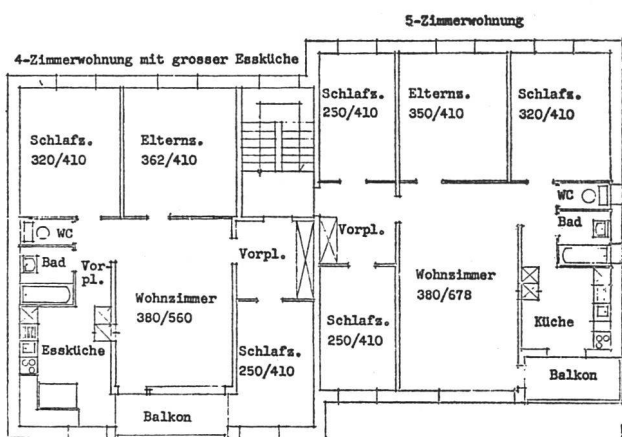 5-Zimmerwohnung
4-Zimmerwohnung mit grosser Essküche
Schlafz.
320/410
Elternz.
362/410
Schlafz.
250/410
Elternz.
350/410
Schlafz.
320/410
WC
Bad
Vor-
pl.
Wohnzimmer
380/560
Vorpl.
Essküche
Schlafz.
250/410
Balkon
Vorpl.
WC
Bad
Wohnzimmer
380/678
Schlafz.
250/410
Küche
Balkon